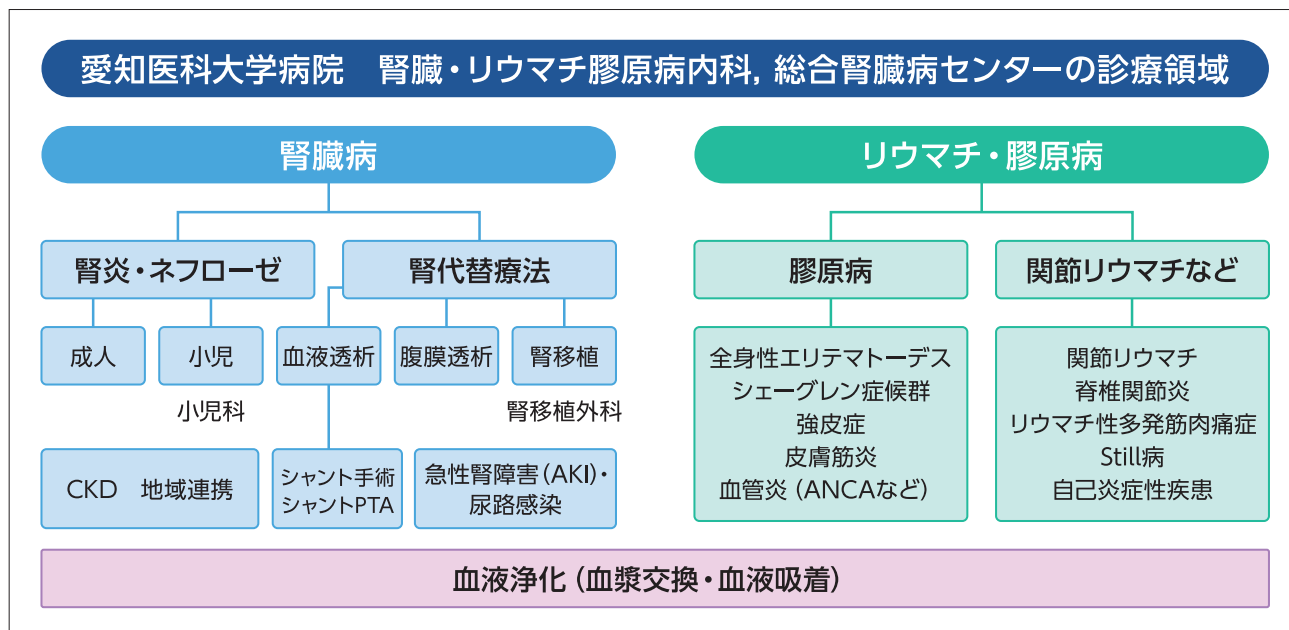 愛知医科大学病院　腎臓・リウマチ膠原病内科, 総合腎臓病センターの診療領域
腎臓病
リウマチ・膠原病
腎炎・ネフローゼ
腎代替療法
膠原病
関節リウマチなど
成人
小児
血液透析
腹膜透析
腎移植
小児科
腎移植外科
CKD　地域連携
シャント手術
シャントPTA
急性腎障害（AKI）・
尿路感染
全身性エリテマトーデス
シェーグレン症候群
強皮症
皮膚筋炎
血管炎（ANCAなど）
関節リウマチ
脊椎関節炎
リウマチ性多発筋肉痛症
Still病
自己炎症性疾患
血液浄化（血漿交換・血液吸着）